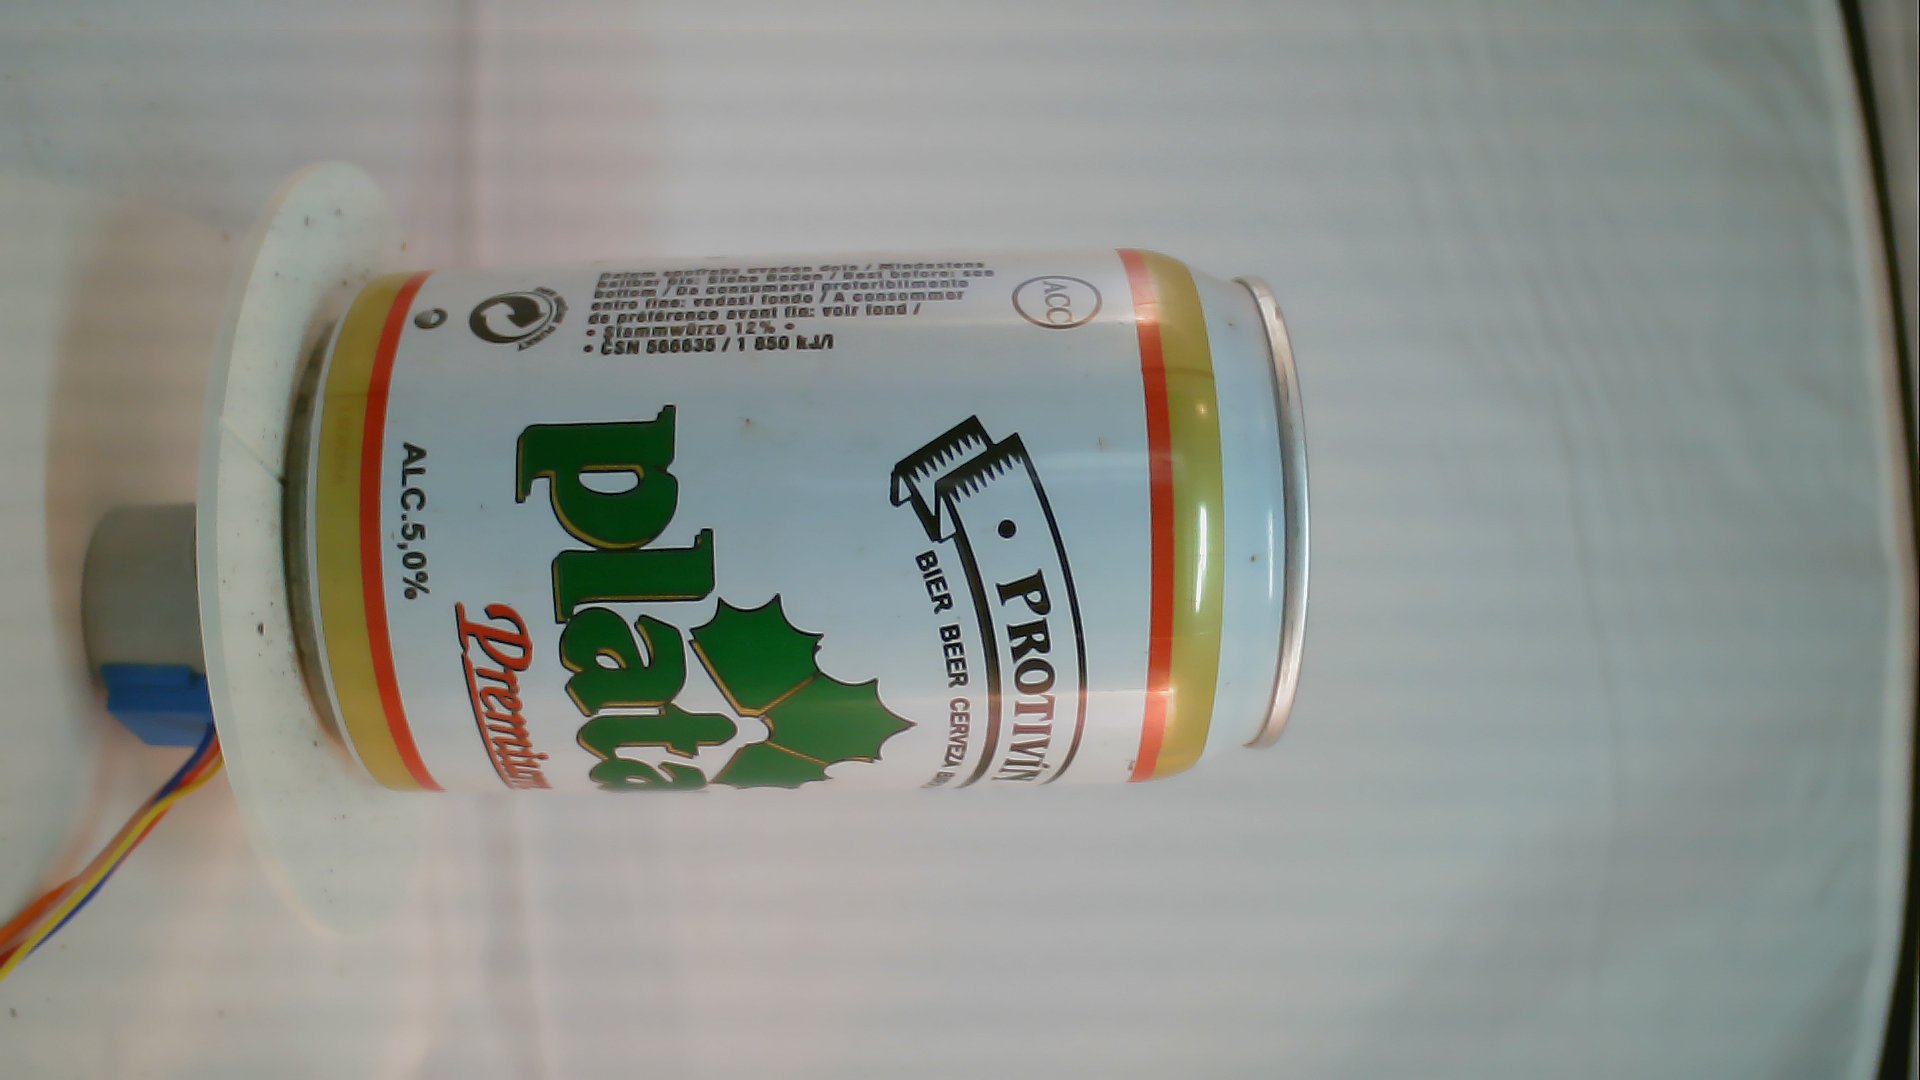 • PROTIVÍN
BIER BEER CERVEZA
plata
Premium
ALC.5,0%
ACC
Datum spotřeby uveden dole / Mindestens
haltbar bis: Siehe Boden / Best before: see
bottom / Da consumarsi preferibilmente
entro fine: vedasi fondo / A consommer
de préférence avant fin: voir fond /
• Stammwürze 12% •
• ČSN 566635 / 1 850 kJ/l